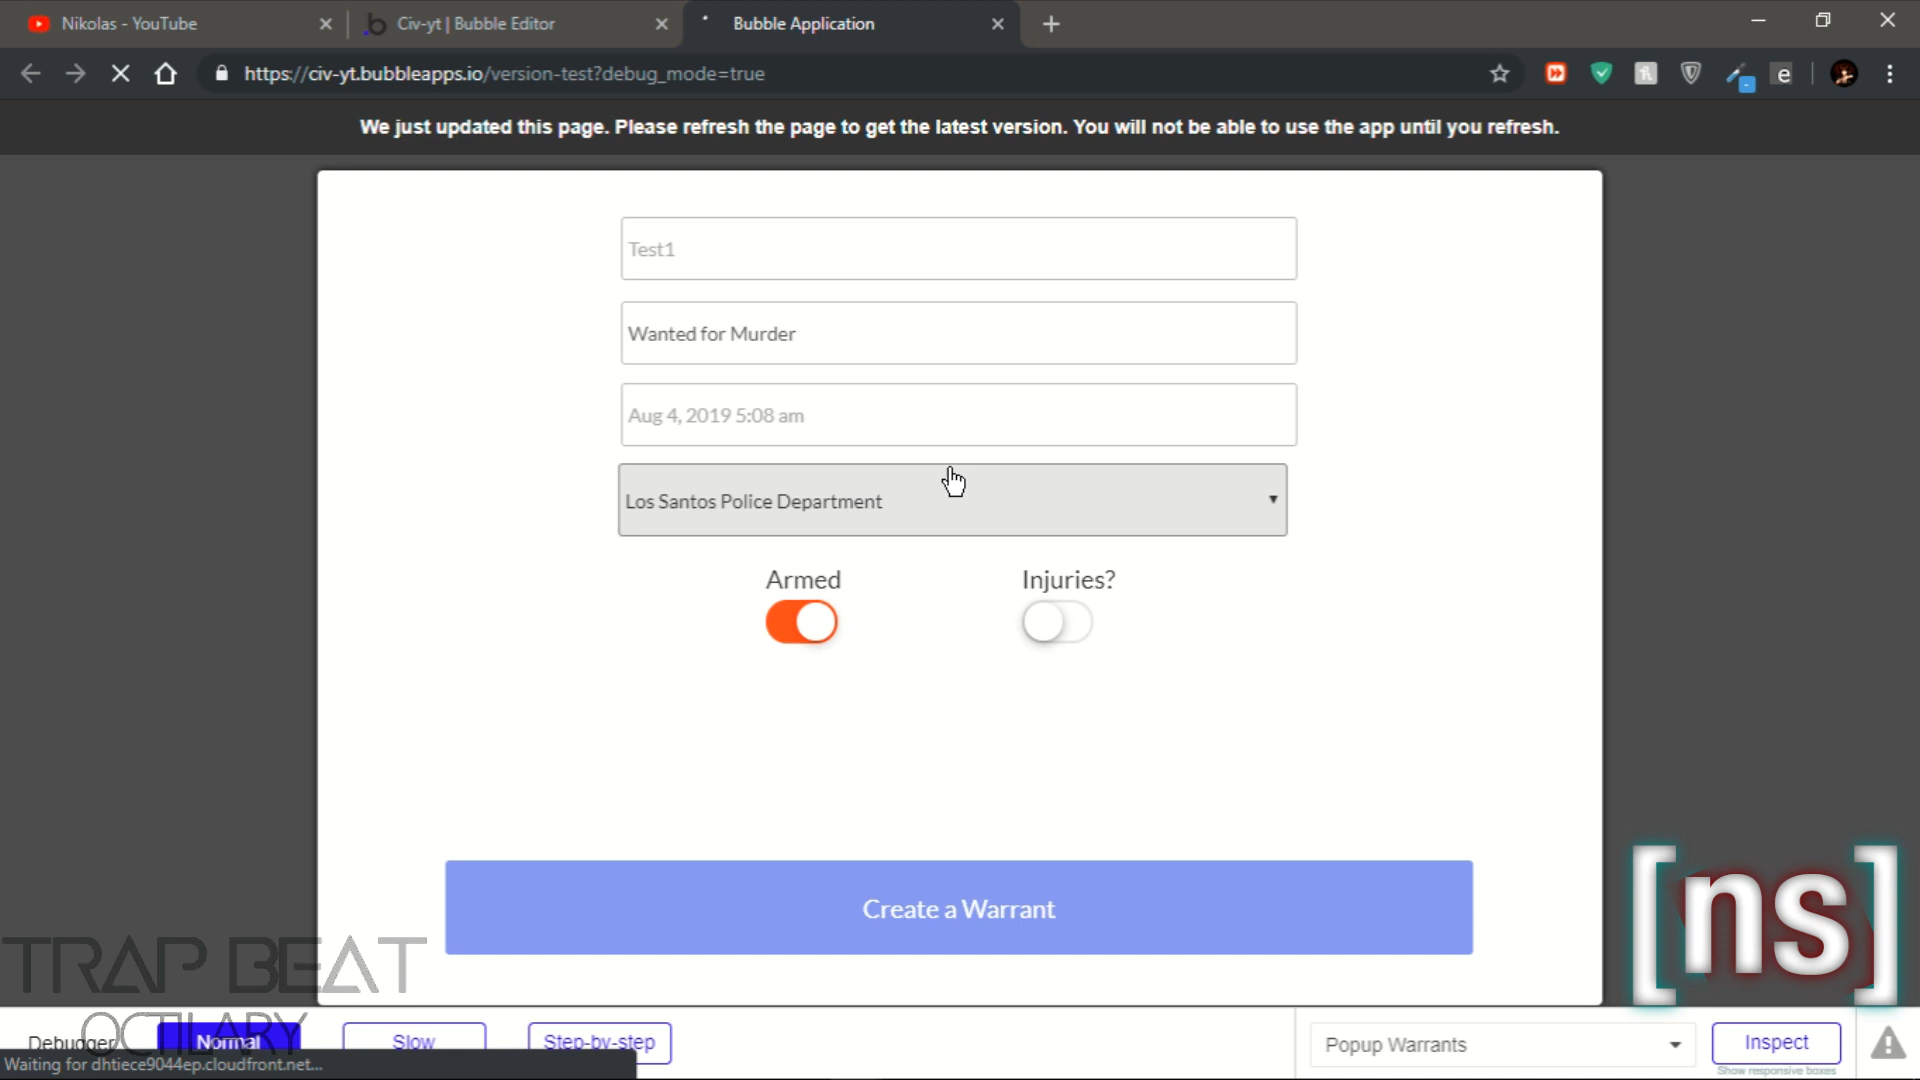 Nikolas - YouTube
Civ-yt | Bubble Editor
Bubble Application
https://civ-yt.bubbleapps.io/version-test?debug_mode=true
We just updated this page. Please refresh the page to get the latest version. You will not be able to use the app until you refresh.
Test1
Wanted for Murder
Aug 4, 2019 5:08 am
Los Santos Police Department
Armed
Injuries?
Create a Warrant
[ns]
TRAP BEAT
OCTILARY
Debugger
Normal
Slow
Step-by-step
Popup Warrants
Inspect
Show responsive boxes
Waiting for dhtiece9044ep.cloudfront.net...